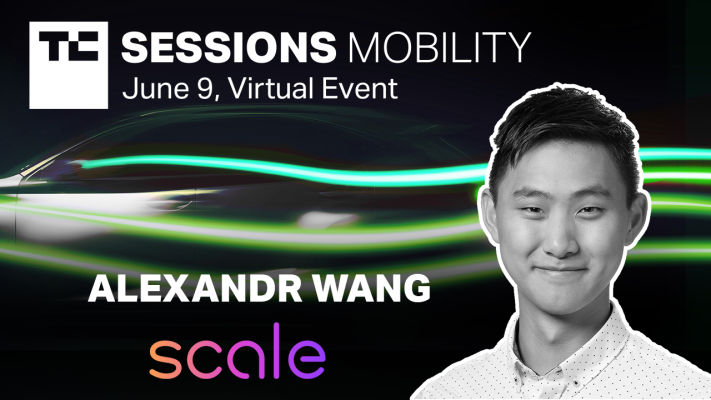 TC SESSIONS MOBILITY
June 9, Virtual Event
ALEXANDR WANG
scale